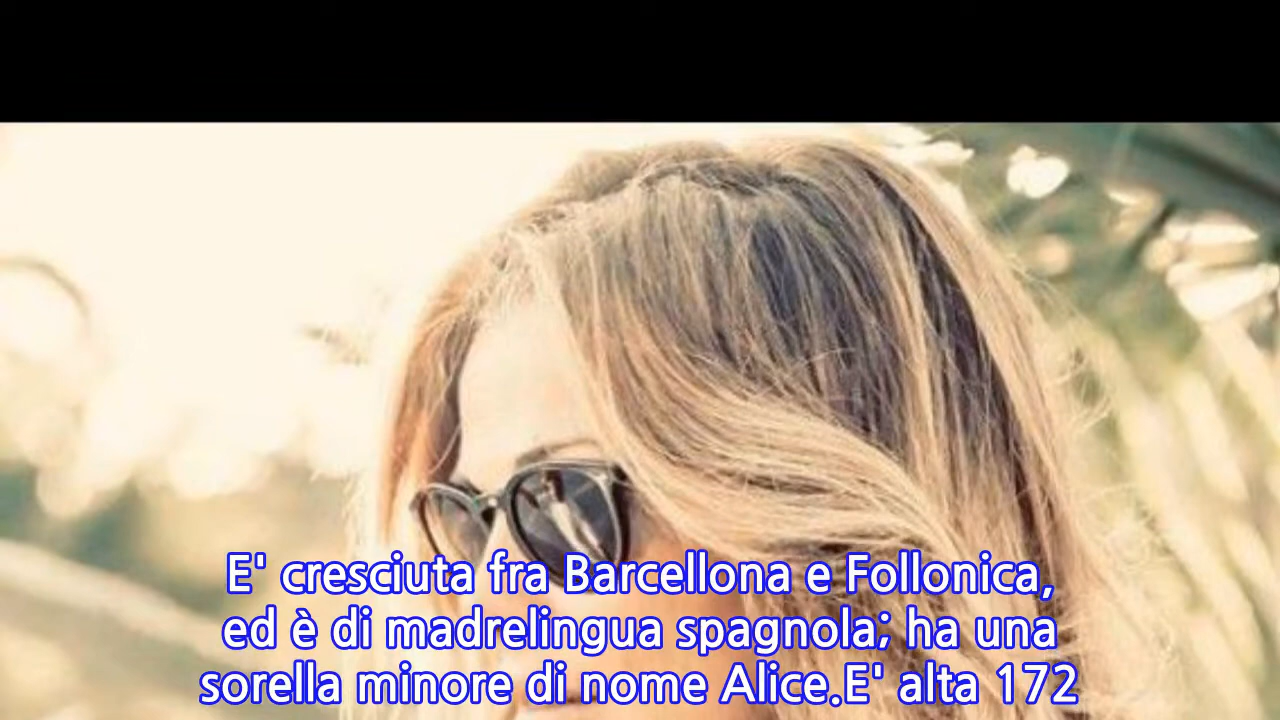 E' cresciuta fra Barcellona e Follonica,
ed è di madrelingua spagnola; ha una
sorella minore di nome Alice.E' alta 172